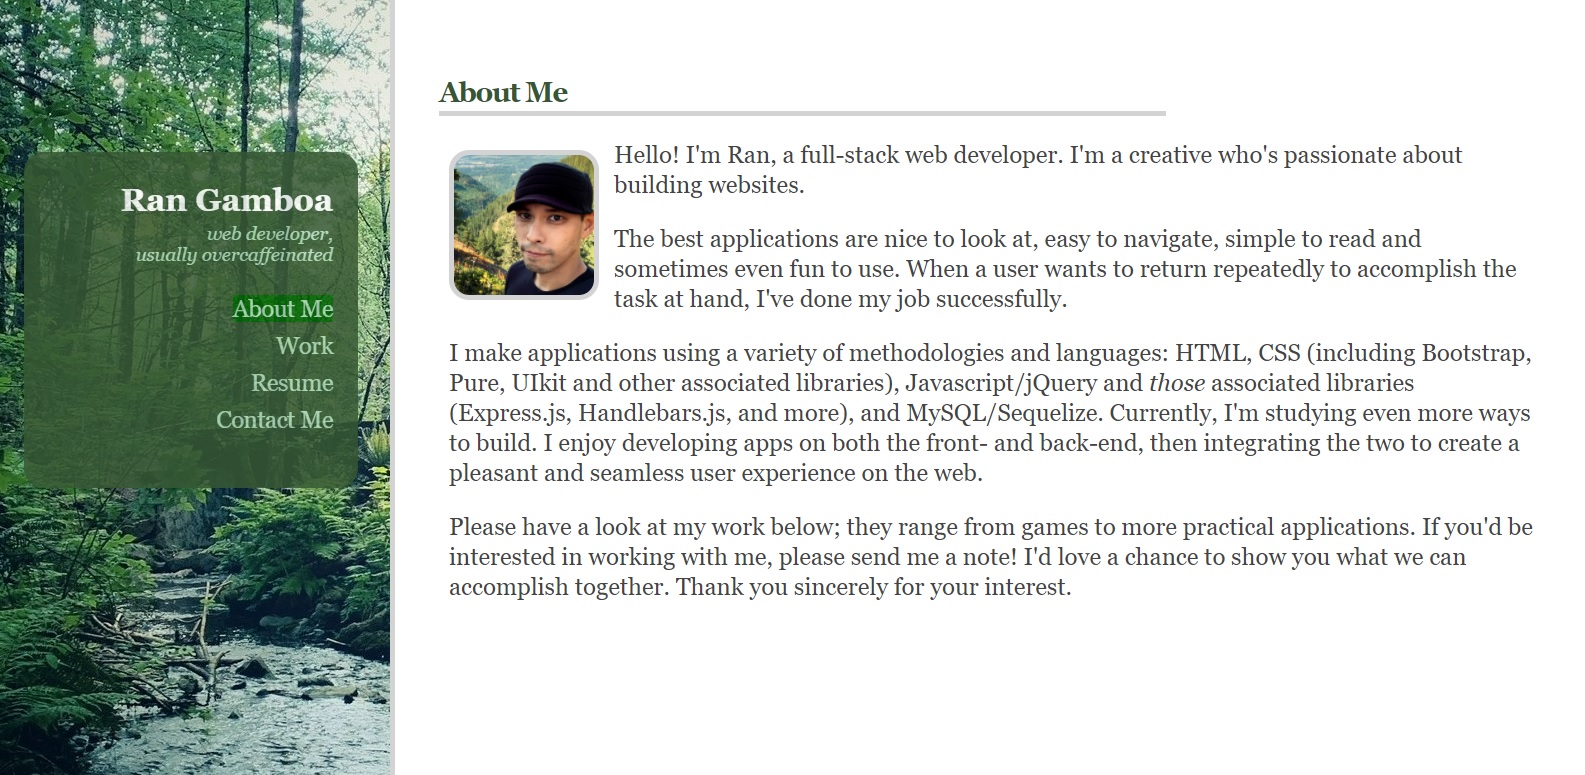 Ran Gamboa
web developer,
usually overcaffeinated
About Me
Work
Resume
Contact Me
About Me
Hello! I'm Ran, a full-stack web developer. I'm a creative who's passionate about
building websites.
The best applications are nice to look at, easy to navigate, simple to read and
sometimes even fun to use. When a user wants to return repeatedly to accomplish the
task at hand, I've done my job successfully.
I make applications using a variety of methodologies and languages: HTML, CSS (including Bootstrap,
Pure, UIkit and other associated libraries), Javascript/jQuery and those associated libraries
(Express.js, Handlebars.js, and more), and MySQL/Sequelize. Currently, I'm studying even more ways
to build. I enjoy developing apps on both the front- and back-end, then integrating the two to create a
pleasant and seamless user experience on the web.
Please have a look at my work below; they range from games to more practical applications. If you'd be
interested in working with me, please send me a note! I'd love a chance to show you what we can
accomplish together. Thank you sincerely for your interest.